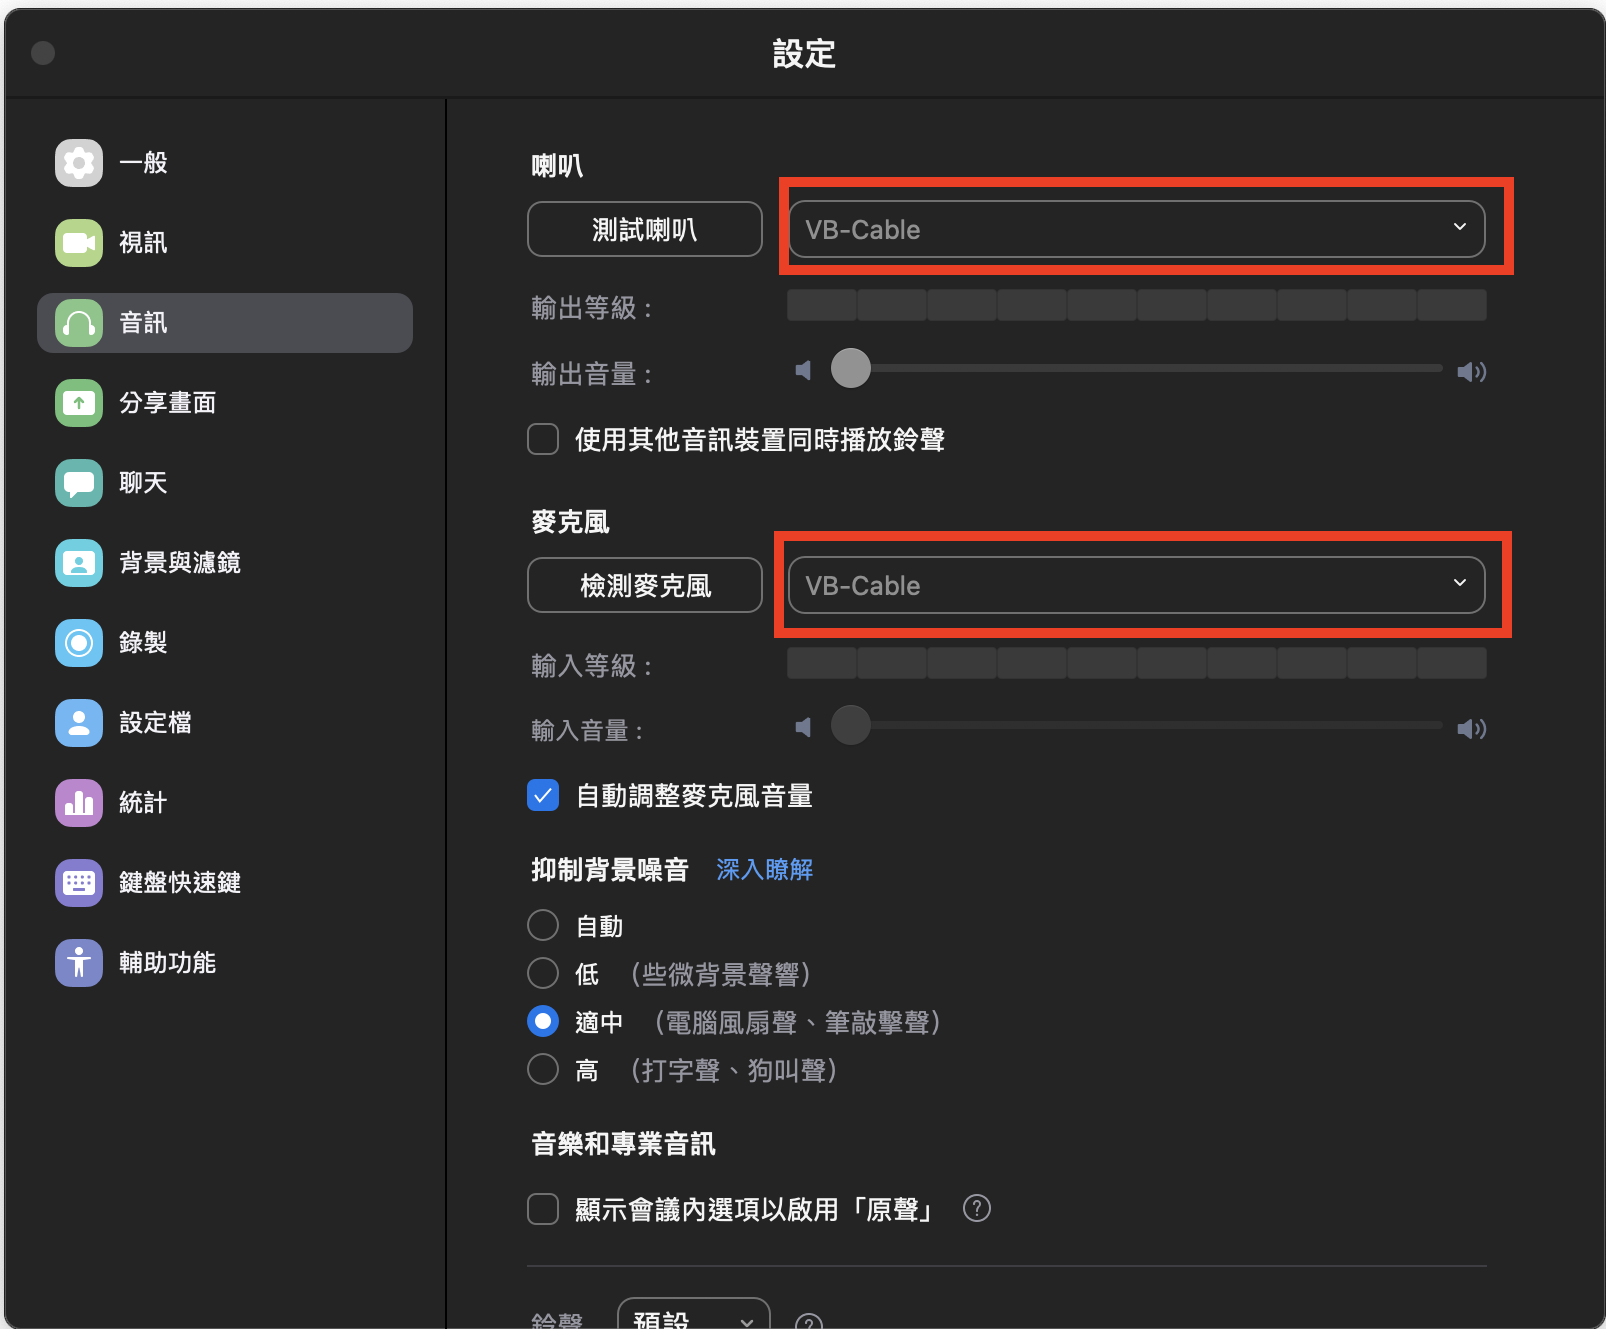 設定
一般
視訊
音訊
分享畫面
聊天
背景與濾鏡
錄製
設定檔
統計
鍵盤快速鍵
輔助功能
喇叭
測試喇叭
VB-Cable
輸出等級：
輸出音量：
使用其他音訊裝置同時播放鈴聲
麥克風
檢測麥克風
VB-Cable
輸入等級：
輸入音量：
自動調整麥克風音量
抑制背景噪音 深入瞭解
自動
低 （些微背景聲響）
適中 （電腦風扇聲、筆敲擊聲）
高 （打字聲、狗叫聲）
音樂和專業音訊
顯示會議內選項以啟用「原聲」 ?
鈴聲 預設 ?